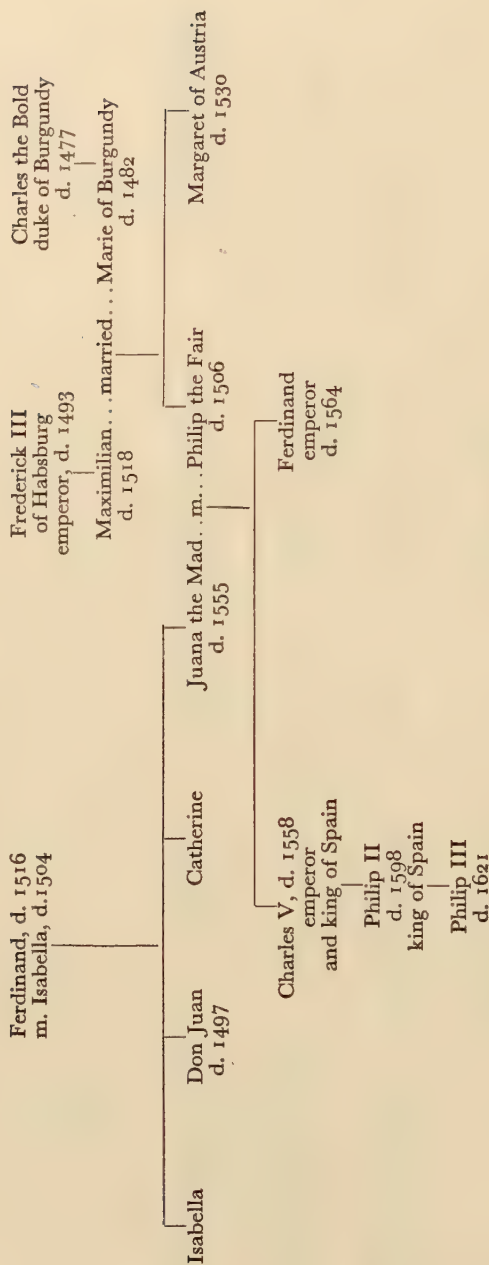 Ferdinand, d. 1516
m. Isabella, d. 1504
Frederick III
of Habsburg
emperor, d. 1493
Charles the Bold
duke of Burgundy
d. 1477
Maximilian...married...Marie of Burgundy
d. 1518
d. 1482
Isabella
Don Juan
d. 1497
Catherine
Juana the Mad..m...Philip the Fair
d. 1555
d. 1506
Margaret of Austria
d. 1530
Charles V, d. 1558
emperor
and king of Spain
Ferdinand
emperor
d. 1564
Philip II
d. 1598
king of Spain
Philip III
d. 1621